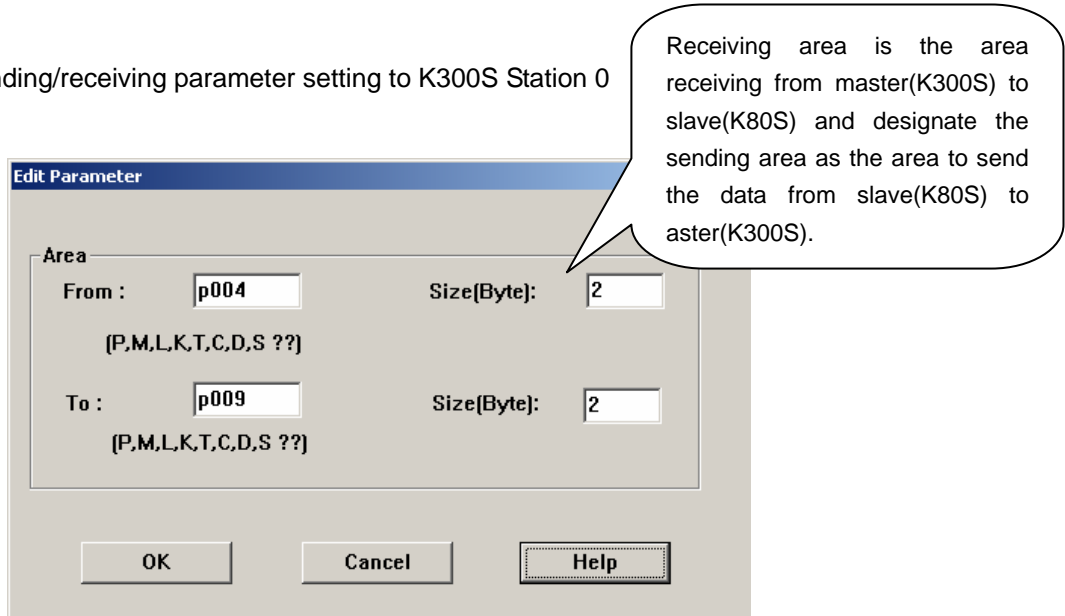 Receiving area is the area
receiving from master(K300S) to
slave(K80S) and designate the
sending area as the area to send
the data from slave(K80S) to
aster(K300S).
nding/receiving parameter setting to K300S Station 0
Edit Parameter
Area
From : p004 Size(Byte): 2
(P,M,L,K,T,C,D,S ??)
To : p009 Size(Byte): 2
(P,M,L,K,T,C,D,S ??)
OK Cancel Help